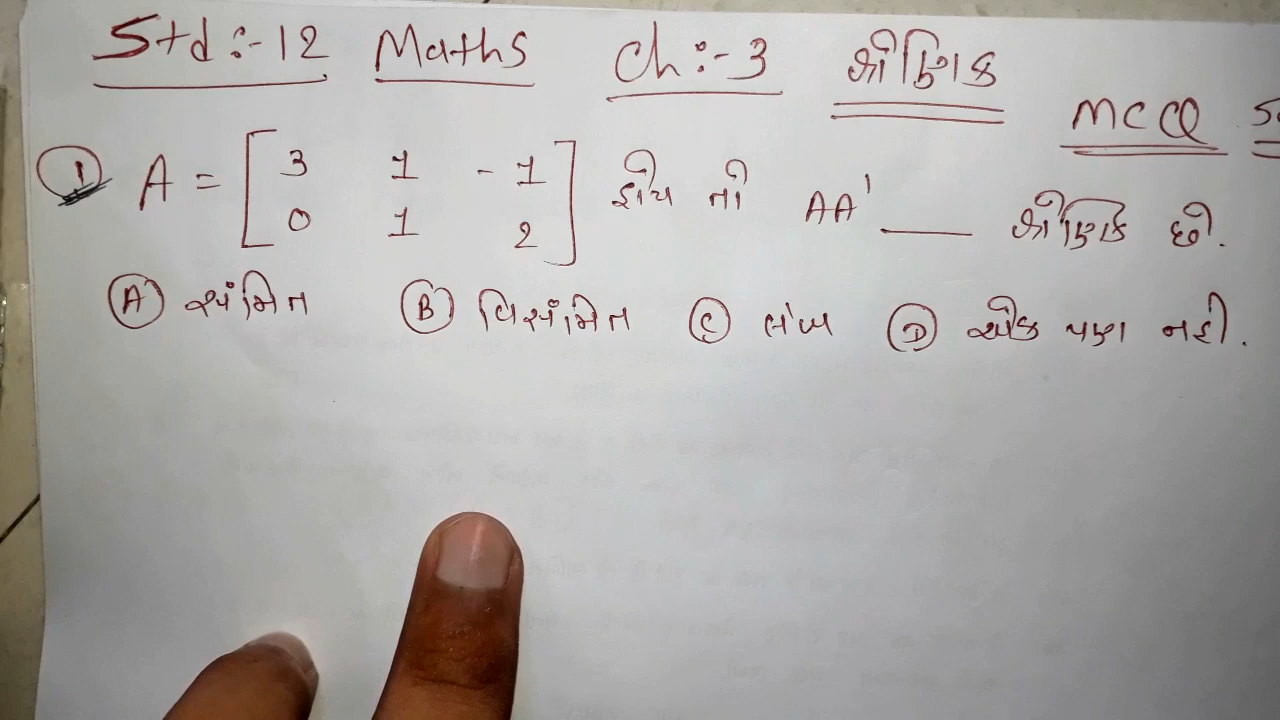 Std :- 12 Maths Ch :- 3 શ્રેણિક
MCQ
1) A = [ 3 1 -1 હોય તો AA' ___ શ્રેણિક છે.
0 1 2 ]
(A) સંમિત (B) વિસંમિત (C) લંબ (D) એક પણ નહી.